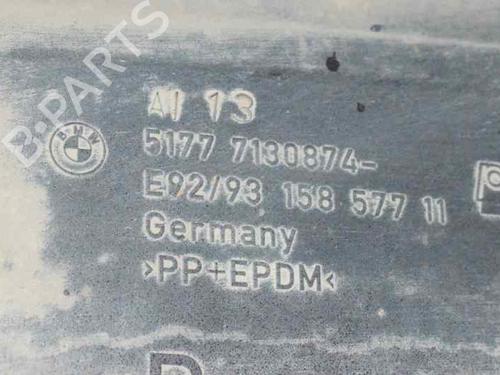 B-PARTS
BMW
AI 13
5177 7130874-
E92/93 158 577 11
Germany
>PP+EPDM<